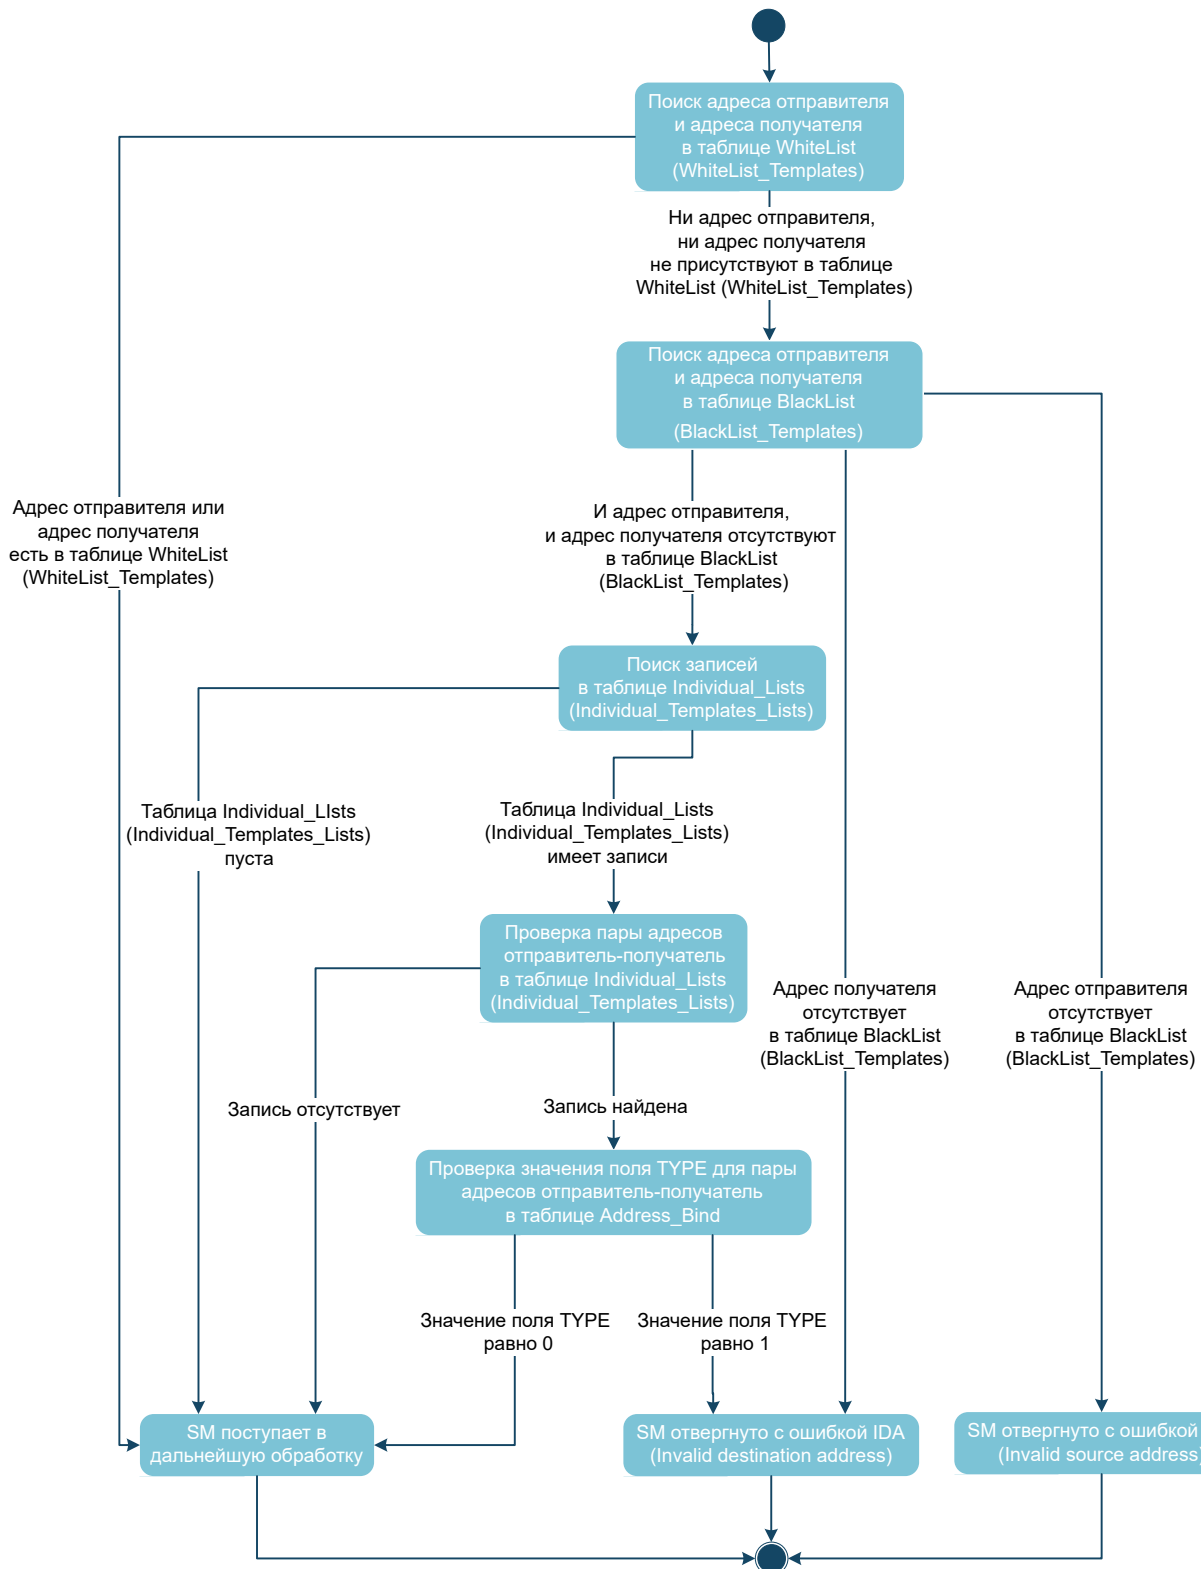 Поиск адреса отправителя
и адреса получателя
в таблице WhiteList
(WhiteList_Templates)
Ни адрес отправителя,
ни адрес получателя
не присутствуют в таблице
WhiteList (WhiteList_Templates)
Поиск адреса отправителя
и адреса получателя
в таблице BlackList
(BlackList_Templates)
Адрес отправителя или
адрес получателя
есть в таблице WhiteList
(WhiteList_Templates)
И адрес отправителя,
и адрес получателя отсутствуют
в таблице BlackList
(BlackList_Templates)
Поиск записей
в таблице Individual_Lists
(Individual_Templates_Lists)
Таблица Individual_LIsts
(Individual_Templates_Lists)
пуста
Таблица Individual_Lists
(Individual_Templates_Lists)
имеет записи
Проверка пары адресов
отправитель-получатель
в таблице Individual_Lists
(Individual_Templates_Lists)
Адрес получателя
отсутствует
в таблице BlackList
(BlackList_Templates)
Адрес отправителя
отсутствует
в таблице BlackList
(BlackList_Templates)
Запись отсутствует
Запись найдена
Проверка значения поля TYPE для пары
адресов отправитель-получатель
в таблице Address_Bind
Значение поля TYPE
равно 0
Значение поля TYPE
равно 1
SM поступает в
дальнейшую обработку
SM отвергнуто с ошибкой IDA
(Invalid destination address)
SM отвергнуто с ошибкой
(Invalid source address)